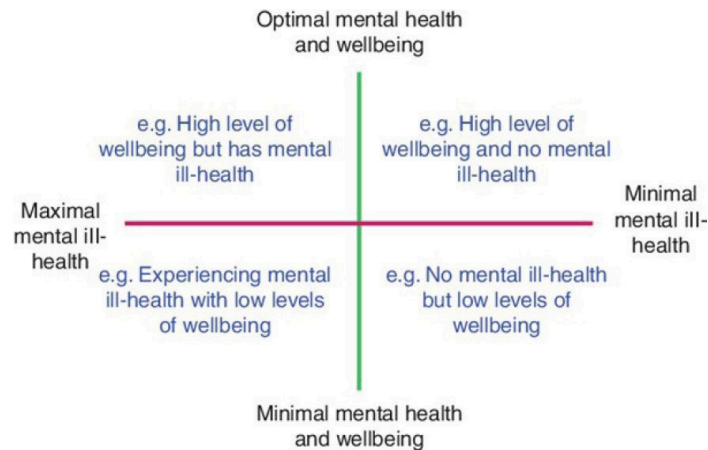 Optimal mental health
and wellbeing
e.g. High level of
wellbeing but has mental
ill-health
e.g. High level of
wellbeing and no mental
ill-health
Maximal
mental ill-
health
Minimal
mental ill-
health
e.g. Experiencing mental
ill-health with low levels
of wellbeing
e.g. No mental ill-health
but low levels of
wellbeing
Minimal mental health
and wellbeing